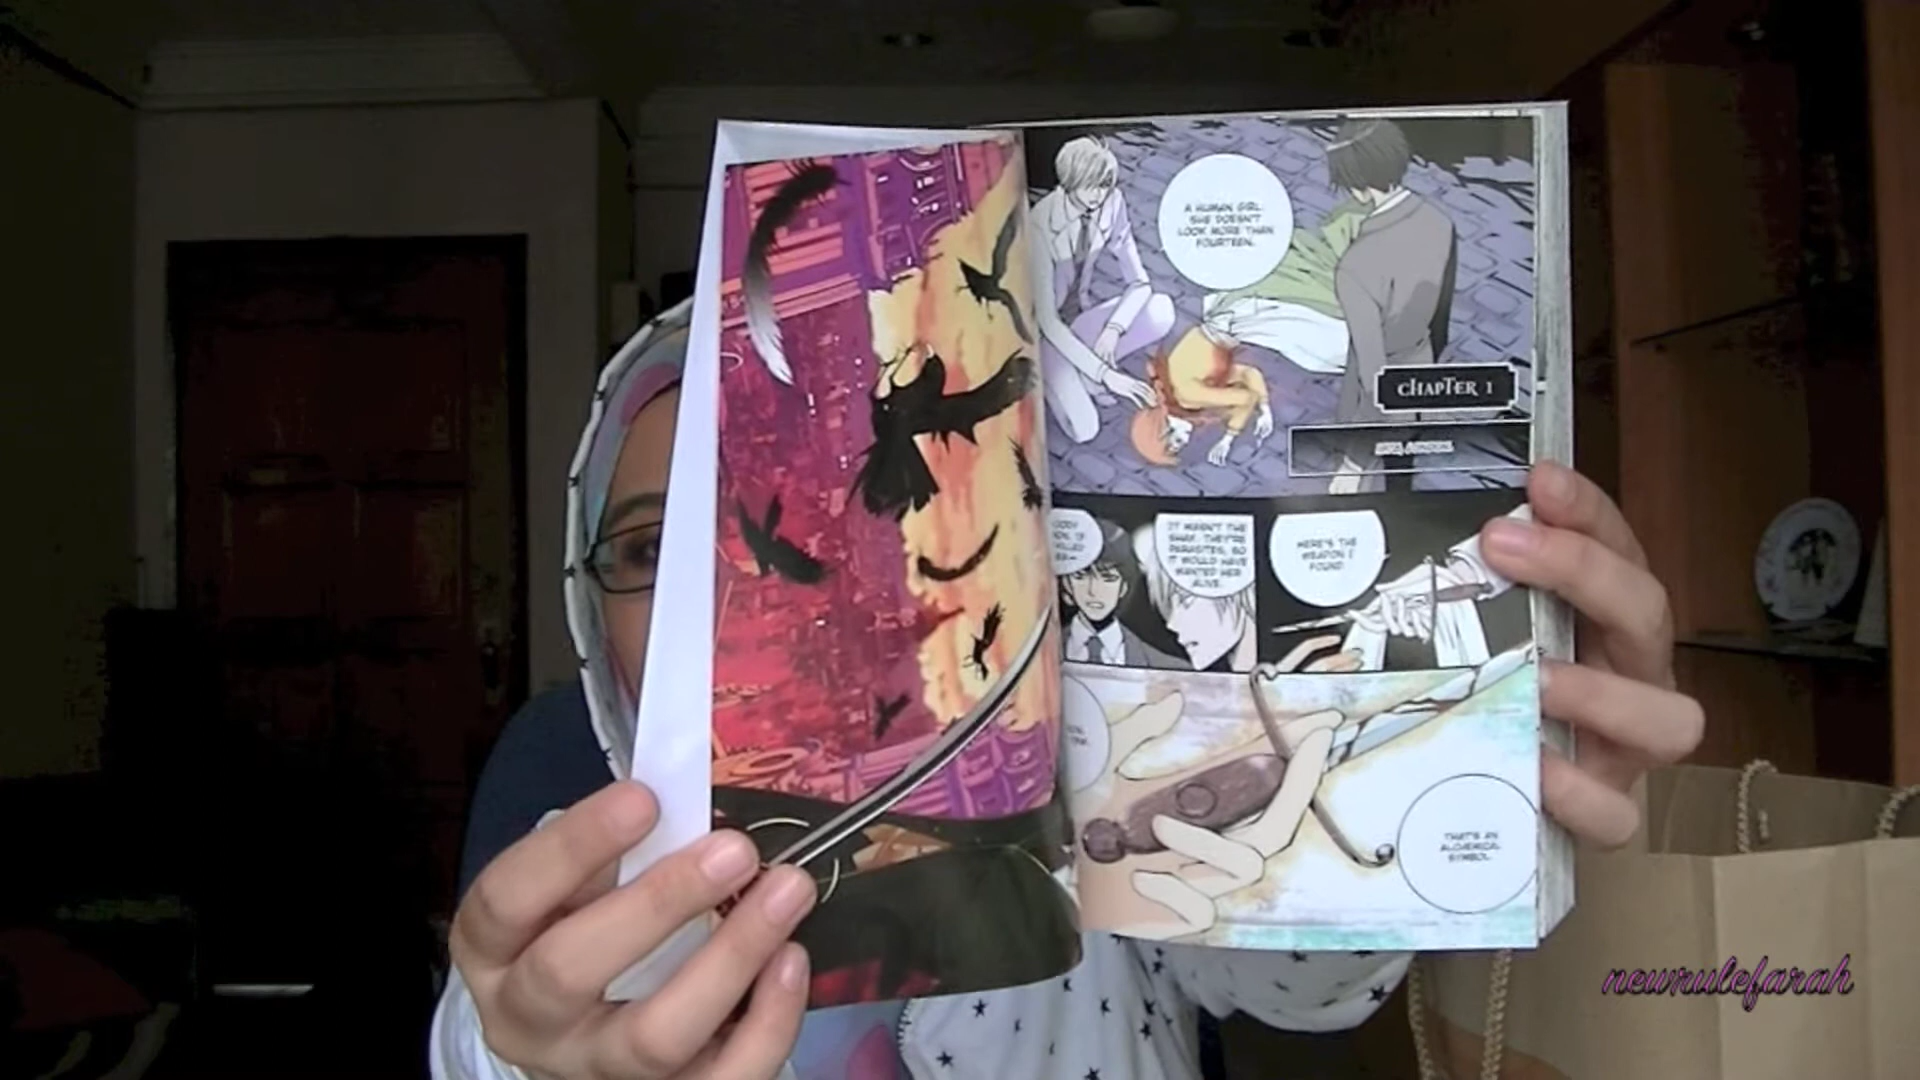 A HUMAN GIRL.
SHE DOESN'T
LOOK MORE THAN
FOURTEEN.
CHAPTER 1
IT WASN'T THE
SHAX. THEY'RE
PARASITES, SO
IT WOULD HAVE
WANTED HER
ALIVE.
HERE'S THE
WEAPON I
FOUND.
THAT'S AN
ALCHEMICAL
SYMBOL.
newrulefarah